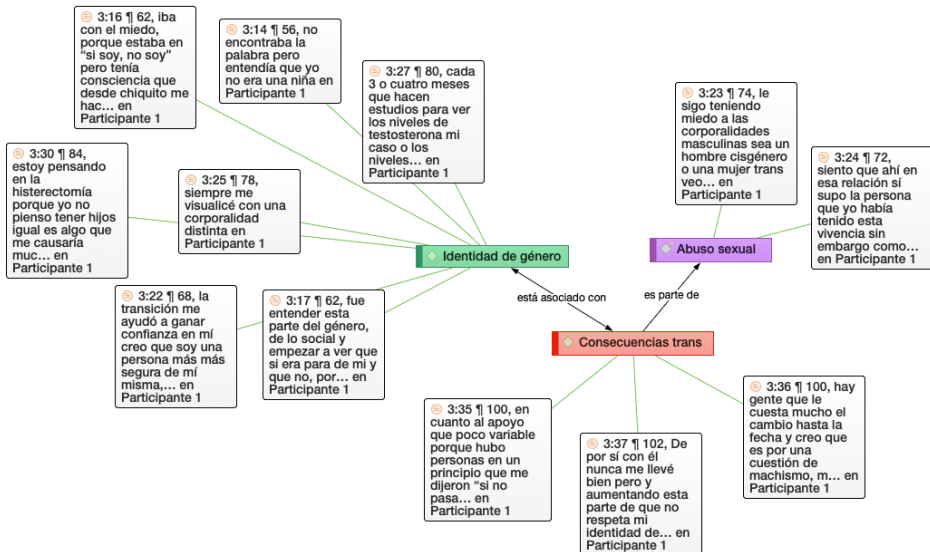 3:16 ¶ 62, iba
con el miedo,
porque estaba en
“si soy, no soy”
pero tenía
consciencia que
desde chiquito me
hac… en
Participante 1
3:14 ¶ 56, no
encontraba la
palabra pero
entendía que yo
no era una niña en
Participante 1
3:27 ¶ 80, cada
3 o cuatro meses
que hacen
estudios para ver
los niveles de
testosterona mi
caso o los
niveles… en
Participante 1
3:23 ¶ 74, le
sigo teniendo
miedo a las
corporalidades
masculinas sea un
hombre cisgénero
o una mujer trans
veo… en
Participante 1
3:30 ¶ 84,
estoy pensando
en la
histerectomía
porque yo no
pienso tener hijos
igual es algo que
me causaría
muc… en
Participante 1
3:25 ¶ 78,
siempre me
visualicé con una
corporalidad
distinta en
Participante 1
3:24 ¶ 72,
siento que ahí en
esa relación sí
supo la persona
que yo había
tenido esta
vivencia sin
embargo como…
en Participante 1
Identidad de género
Abuso sexual
está asociado con
es parte de
3:22 ¶ 68, la
transición me
ayudó a ganar
confianza en mí
creo que soy una
persona más más
segura de mí
misma,… en
Participante 1
3:17 ¶ 62, fue
entender esta
parte del género,
de lo social y
empezar a ver que
si era para de mi y
que no, por… en
Participante 1
Consecuencias trans
3:35 ¶ 100, en
cuanto al apoyo
que poco variable
porque hubo
personas en un
principio que me
dijeron “si no
pasa… en
Participante 1
3:37 ¶ 102, De
por sí con él
nunca me llevé
bien pero y
aumentando esta
parte de que no
respeta mi
identidad de… en
Participante 1
3:36 ¶ 100, hay
gente que le
cuesta mucho el
cambio hasta la
fecha y creo que
es por una
cuestión de
machismo, m… en
Participante 1